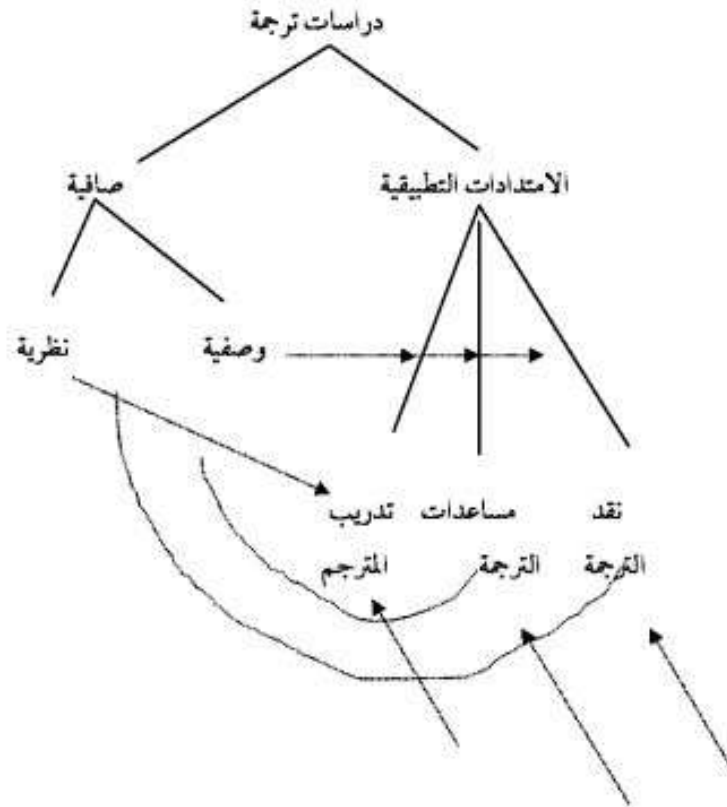 دراسات ترجمة
صافية
الامتدادات التطبيقية
نظرية
وصفية
تدريب
المترجم
مساعدات
الترجمة
نقد
الترجمة